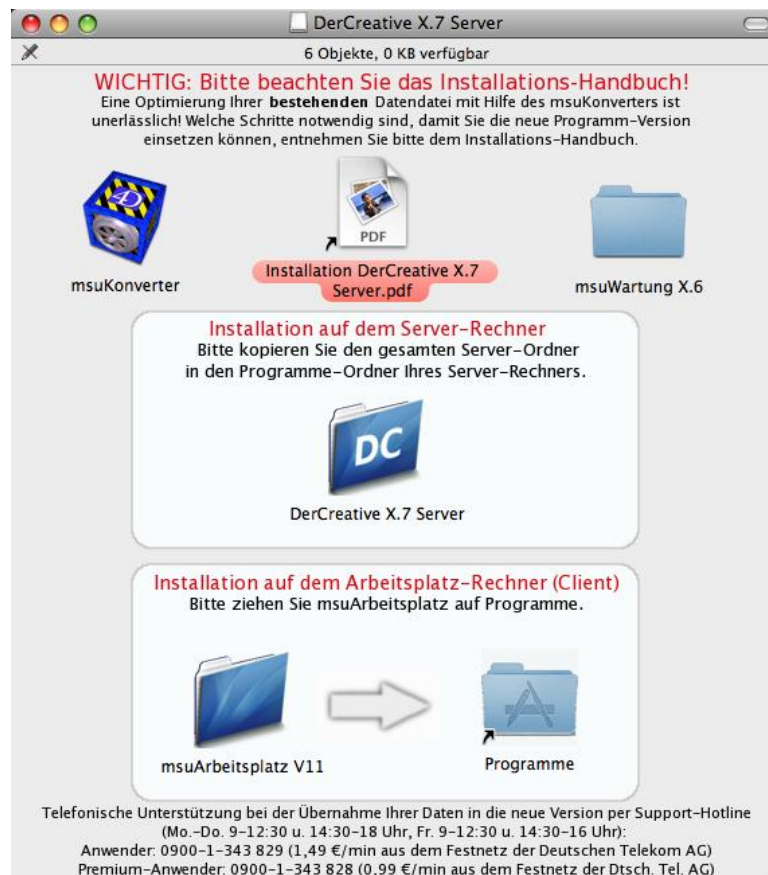 DerCreative X.7 Server
6 Objekte, 0 KB verfügbar
WICHTIG: Bitte beachten Sie das Installations-Handbuch!
Eine Optimierung Ihrer bestehenden Datendatei mit Hilfe des msuKonverters ist
unerlässlich! Welche Schritte notwendig sind, damit Sie die neue Programm-Version
einsetzen können, entnehmen Sie bitte dem Installations-Handbuch.
4D
PDF
msuKonverter
Installation DerCreative X.7
Server.pdf
msuWartung X.6
Installation auf dem Server-Rechner
Bitte kopieren Sie den gesamten Server-Ordner
in den Programme-Ordner Ihres Server-Rechners.
DC
DerCreative X.7 Server
Installation auf dem Arbeitsplatz-Rechner (Client)
Bitte ziehen Sie msuArbeitsplatz auf Programme.
msuArbeitsplatz V11
Programme
Telefonische Unterstützung bei der Übernahme Ihrer Daten in die neue Version per Support-Hotline
(Mo.-Do. 9-12:30 u. 14:30-18 Uhr, Fr. 9-12:30 u. 14:30-16 Uhr):
Anwender: 0900-1-343 829 (1,49 €/min aus dem Festnetz der Deutschen Telekom AG)
Premium-Anwender: 0900-1-343 828 (0,99 €/min aus dem Festnetz der Dtsch. Tel. AG)